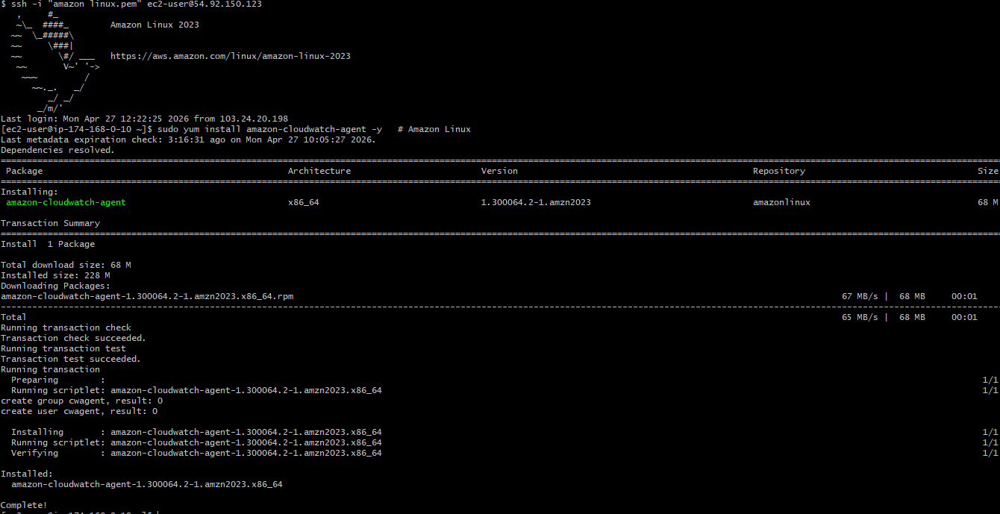 $ ssh -i "amazon linux.pem" ec2-user@54.92.150.123
   ,     #_
   ~\_  ####_        Amazon Linux 2023
  ~~  \_#####\
  ~~     \###|
  ~~       \#/ ___   https://aws.amazon.com/linux/amazon-linux-2023
   ~~       V~' '->
    ~~~         /
      ~~._.   _/
         _/ _/
       _/m/'
Last login: Mon Apr 27 12:22:25 2026 from 103.24.20.198
[ec2-user@ip-174-168-0-10 ~]$ sudo yum install amazon-cloudwatch-agent -y   # Amazon Linux
Last metadata expiration check: 3:16:31 ago on Mon Apr 27 10:05:27 2026.
Dependencies resolved.
Package Architecture Version Repository Size
Installing:
amazon-cloudwatch-agent x86_64 1.300064.2-1.amzn2023 amazonlinux 68 M
Transaction Summary
Install  1 Package
Total download size: 68 M
Installed size: 228 M
Downloading Packages:
amazon-cloudwatch-agent-1.300064.2-1.amzn2023.x86_64.rpm 67 MB/s |  68 MB     00:01
Total 65 MB/s |  68 MB     00:01
Running transaction check
Transaction check succeeded.
Running transaction test
Transaction test succeeded.
Running transaction
  Preparing        : 1/1
  Running scriptlet: amazon-cloudwatch-agent-1.300064.2-1.amzn2023.x86_64 1/1
create group cwagent, result: 0
create user cwagent, result: 0
  Installing       : amazon-cloudwatch-agent-1.300064.2-1.amzn2023.x86_64 1/1
  Running scriptlet: amazon-cloudwatch-agent-1.300064.2-1.amzn2023.x86_64 1/1
  Verifying        : amazon-cloudwatch-agent-1.300064.2-1.amzn2023.x86_64 1/1
Installed:
  amazon-cloudwatch-agent-1.300064.2-1.amzn2023.x86_64
Complete!